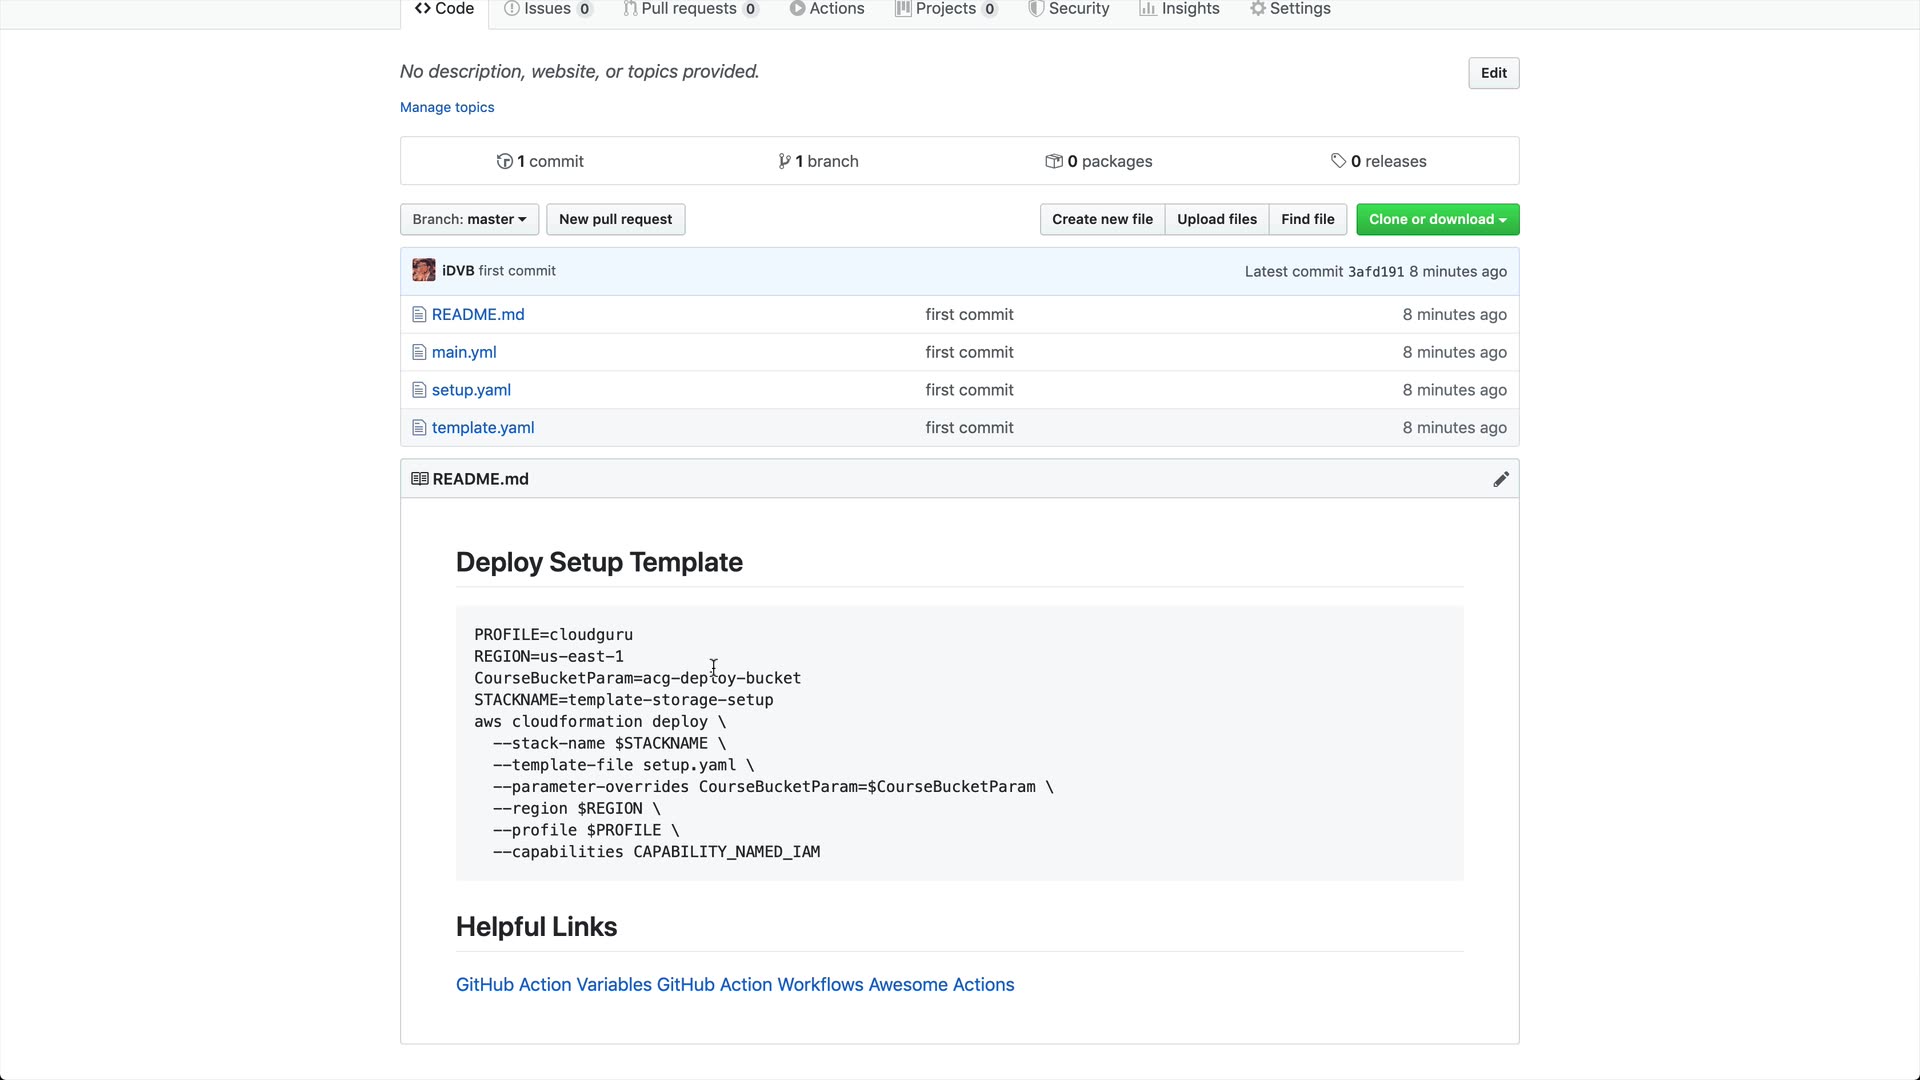 Code Issues 0 Pull requests 0 Actions Projects 0 Security Insights Settings
No description, website, or topics provided. Edit
Manage topics
1 commit 1 branch 0 packages 0 releases
Branch: master New pull request Create new file Upload files Find file Clone or download
iDVB first commit Latest commit 3afd191 8 minutes ago
README.md first commit 8 minutes ago
main.yml first commit 8 minutes ago
setup.yaml first commit 8 minutes ago
template.yaml first commit 8 minutes ago
README.md
Deploy Setup Template
PROFILE=cloudguru
REGION=us-east-1
CourseBucketParam=acg-deploy-bucket
STACKNAME=template-storage-setup
aws cloudformation deploy \
--stack-name $STACKNAME \
--template-file setup.yaml \
--parameter-overrides CourseBucketParam=$CourseBucketParam \
--region $REGION \
--profile $PROFILE \
--capabilities CAPABILITY_NAMED_IAM
Helpful Links
GitHub Action Variables GitHub Action Workflows Awesome Actions